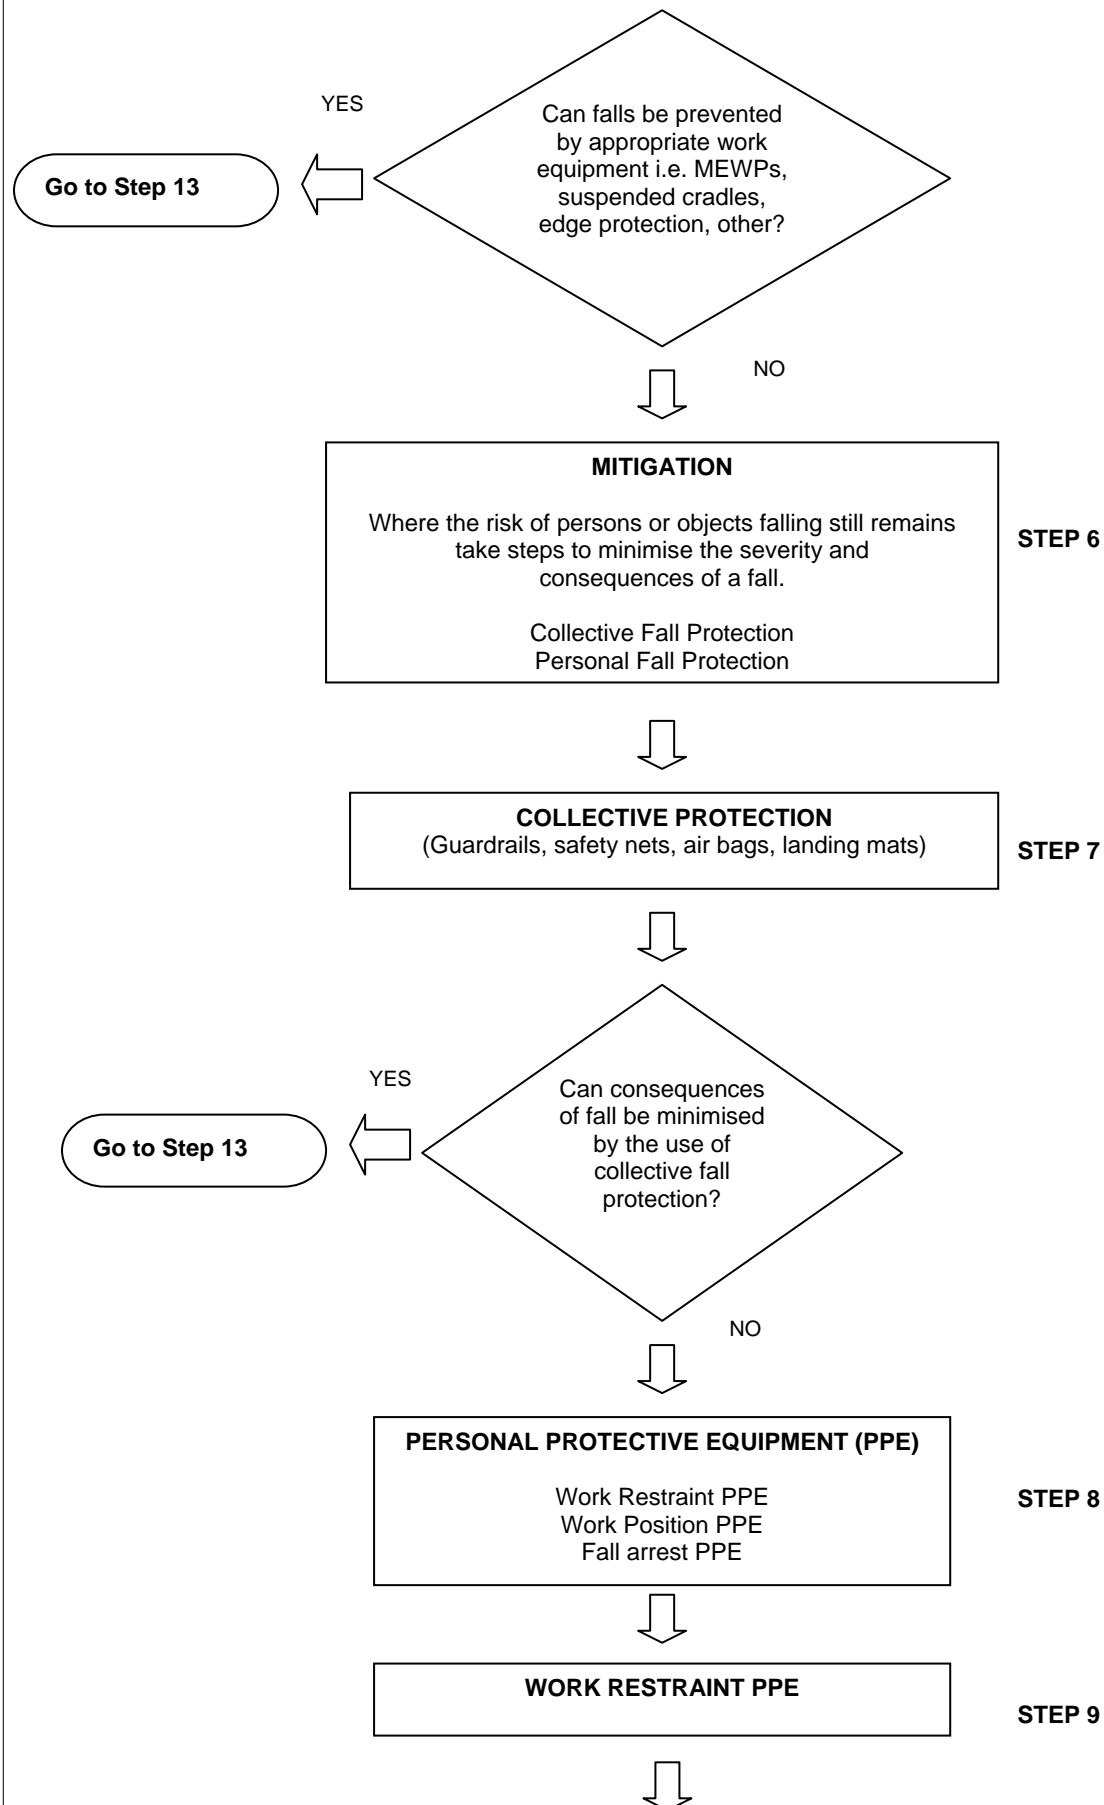 YES
Can falls be prevented
by appropriate work
equipment i.e. MEWPs,
suspended cradles,
edge protection, other?
Go to Step 13
NO
MITIGATION
Where the risk of persons or objects falling still remains
take steps to minimise the severity and
consequences of a fall.
Collective Fall Protection
Personal Fall Protection
STEP 6
COLLECTIVE PROTECTION
(Guardrails, safety nets, air bags, landing mats)
STEP 7
YES
Can consequences
of fall be minimised
by the use of
collective fall
protection?
Go to Step 13
NO
PERSONAL PROTECTIVE EQUIPMENT (PPE)
Work Restraint PPE
Work Position PPE
Fall arrest PPE
STEP 8
WORK RESTRAINT PPE
STEP 9